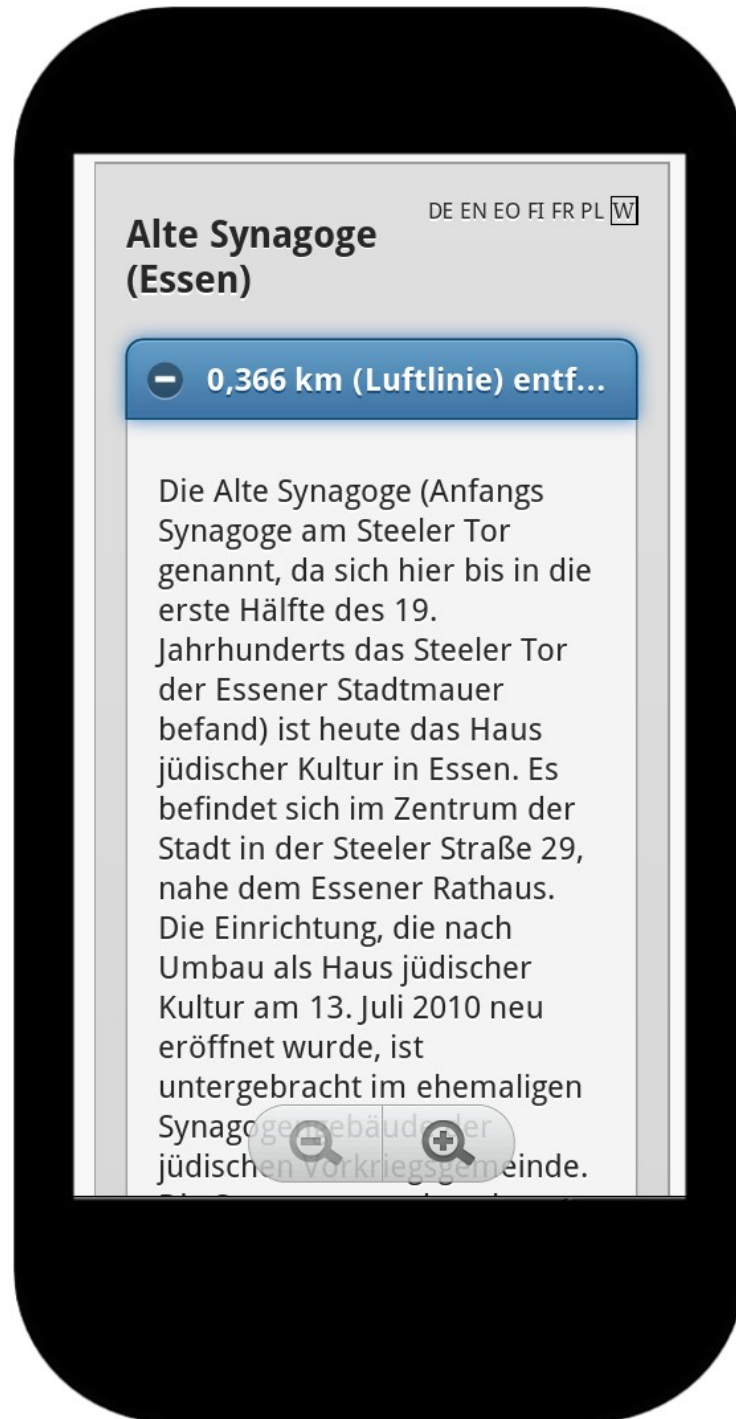 DE EN EO FI FR PL W
Alte Synagoge
(Essen)
0,366 km (Luftlinie) entf...
Die Alte Synagoge (Anfangs
Synagoge am Steeler Tor
genannt, da sich hier bis in die
erste Hälfte des 19.
Jahrhunderts das Steeler Tor
der Essener Stadtmauer
befand) ist heute das Haus
jüdischer Kultur in Essen. Es
befindet sich im Zentrum der
Stadt in der Steeler Straße 29,
nahe dem Essener Rathaus.
Die Einrichtung, die nach
Umbau als Haus jüdischer
Kultur am 13. Juli 2010 neu
eröffnet wurde, ist
untergebracht im ehemaligen
Synagogengebäude der
jüdischen Vorkriegsgemeinde.